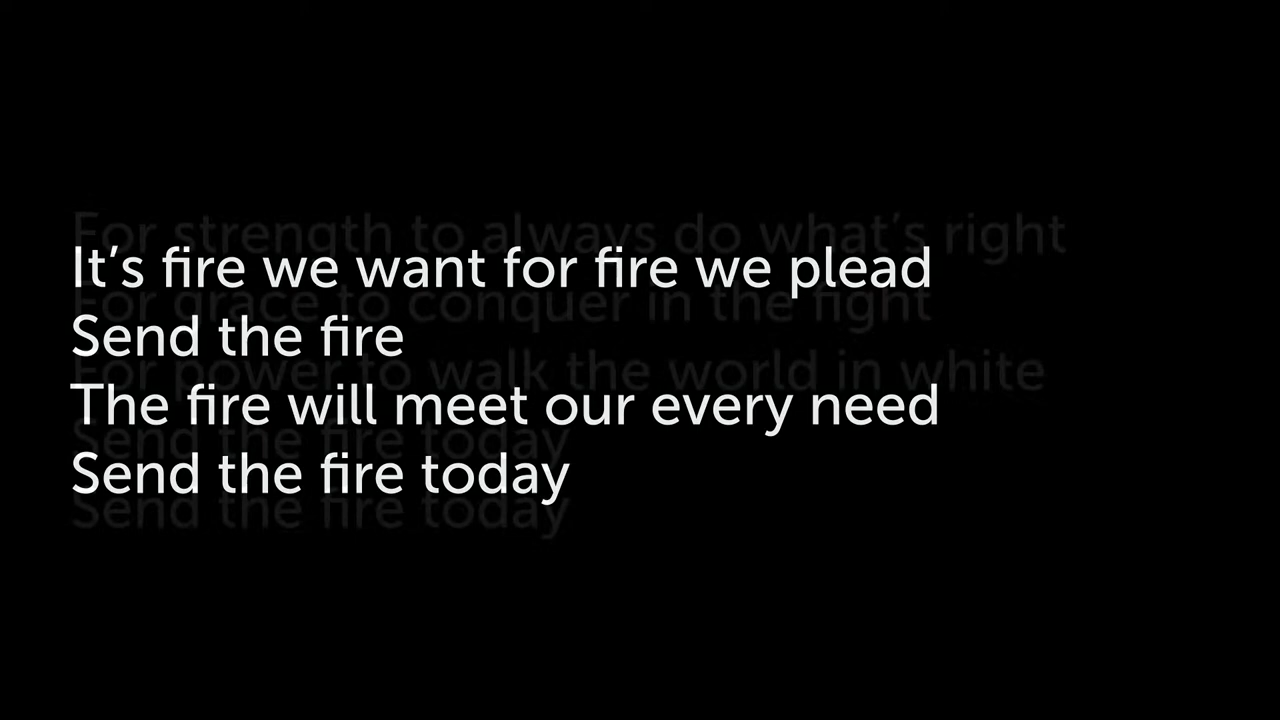 For strength to always do what's right
It's fire we want for fire we plead
For grace to conquer in the fight
Send the fire
For power to walk the world in white
The fire will meet our every need
Send the fire today
Send the fire today
Send the fire today